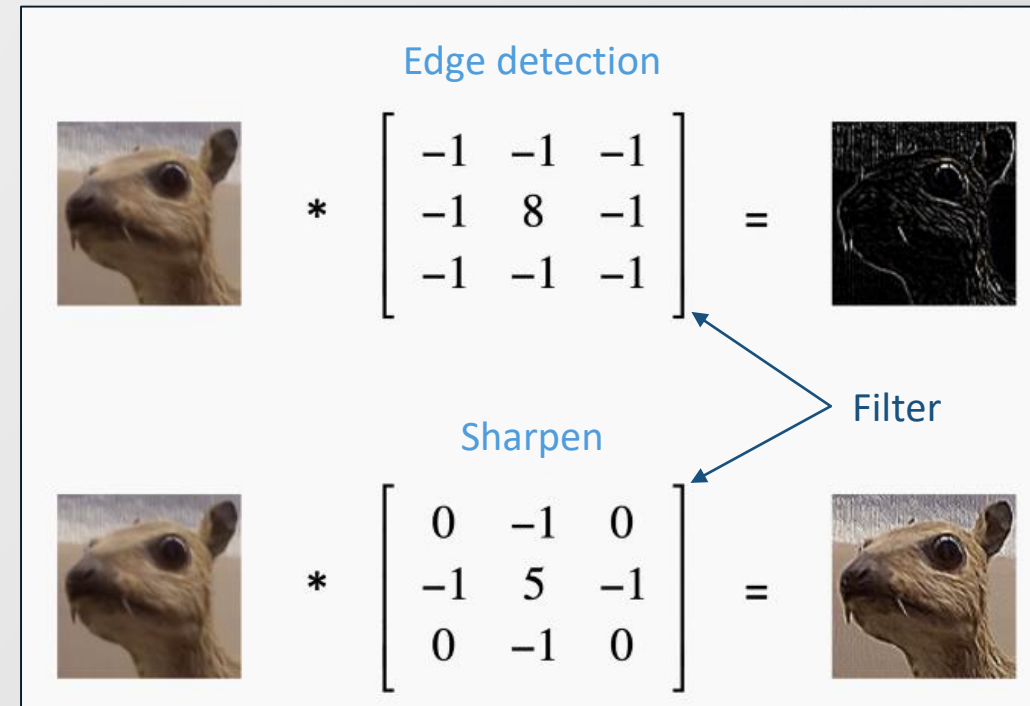 Edge detection
−1 −1 −1
* −1 8 −1 =
−1 −1 −1
Filter
Sharpen
0 −1 0
* −1 5 −1 =
0 −1 0